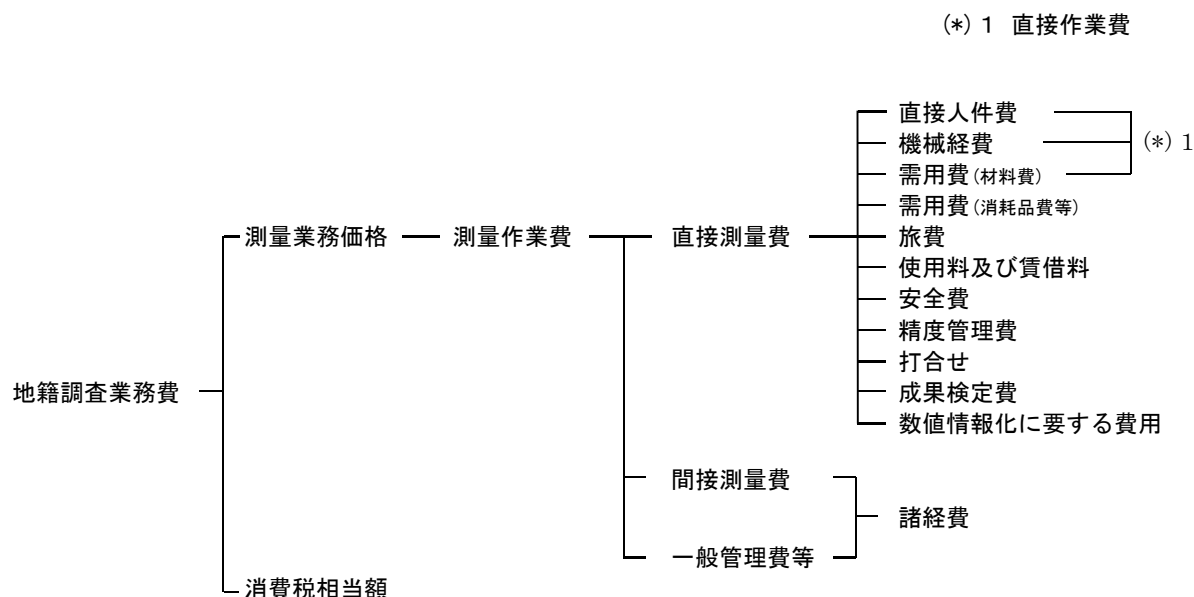 (*) 1 直接作業費
直接人件費
機械経費
(*) 1
需用費(材料費)
需用費(消耗品費等)
測量業務価格
測量作業費
直接測量費
旅費
使用料及び賃借料
安全費
精度管理費
打合せ
地籍調査業務費
成果検定費
数値情報化に要する費用
間接測量費
諸経費
一般管理費等
消費税相当額